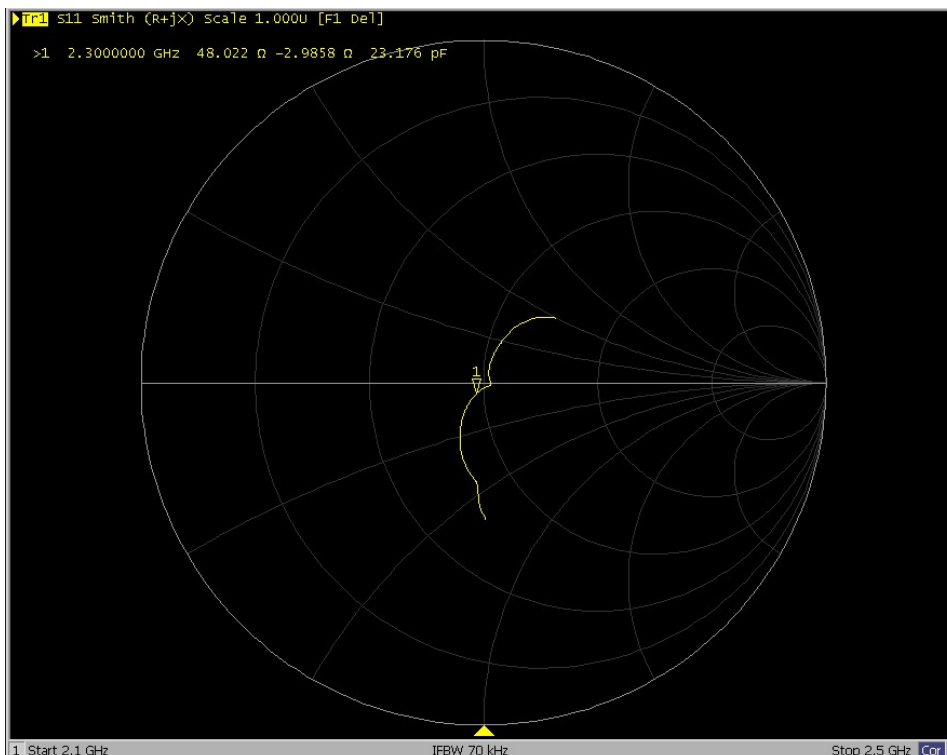 Tr1 S11 Smith (R+jX) Scale 1.000U [F1 Del]
>1 2.3000000 GHz 48.022 Ω -2.9858 Ω 23.176 pF
1
1 Start 2.1 GHz IFBW 70 kHz Stop 2.5 GHz Cor